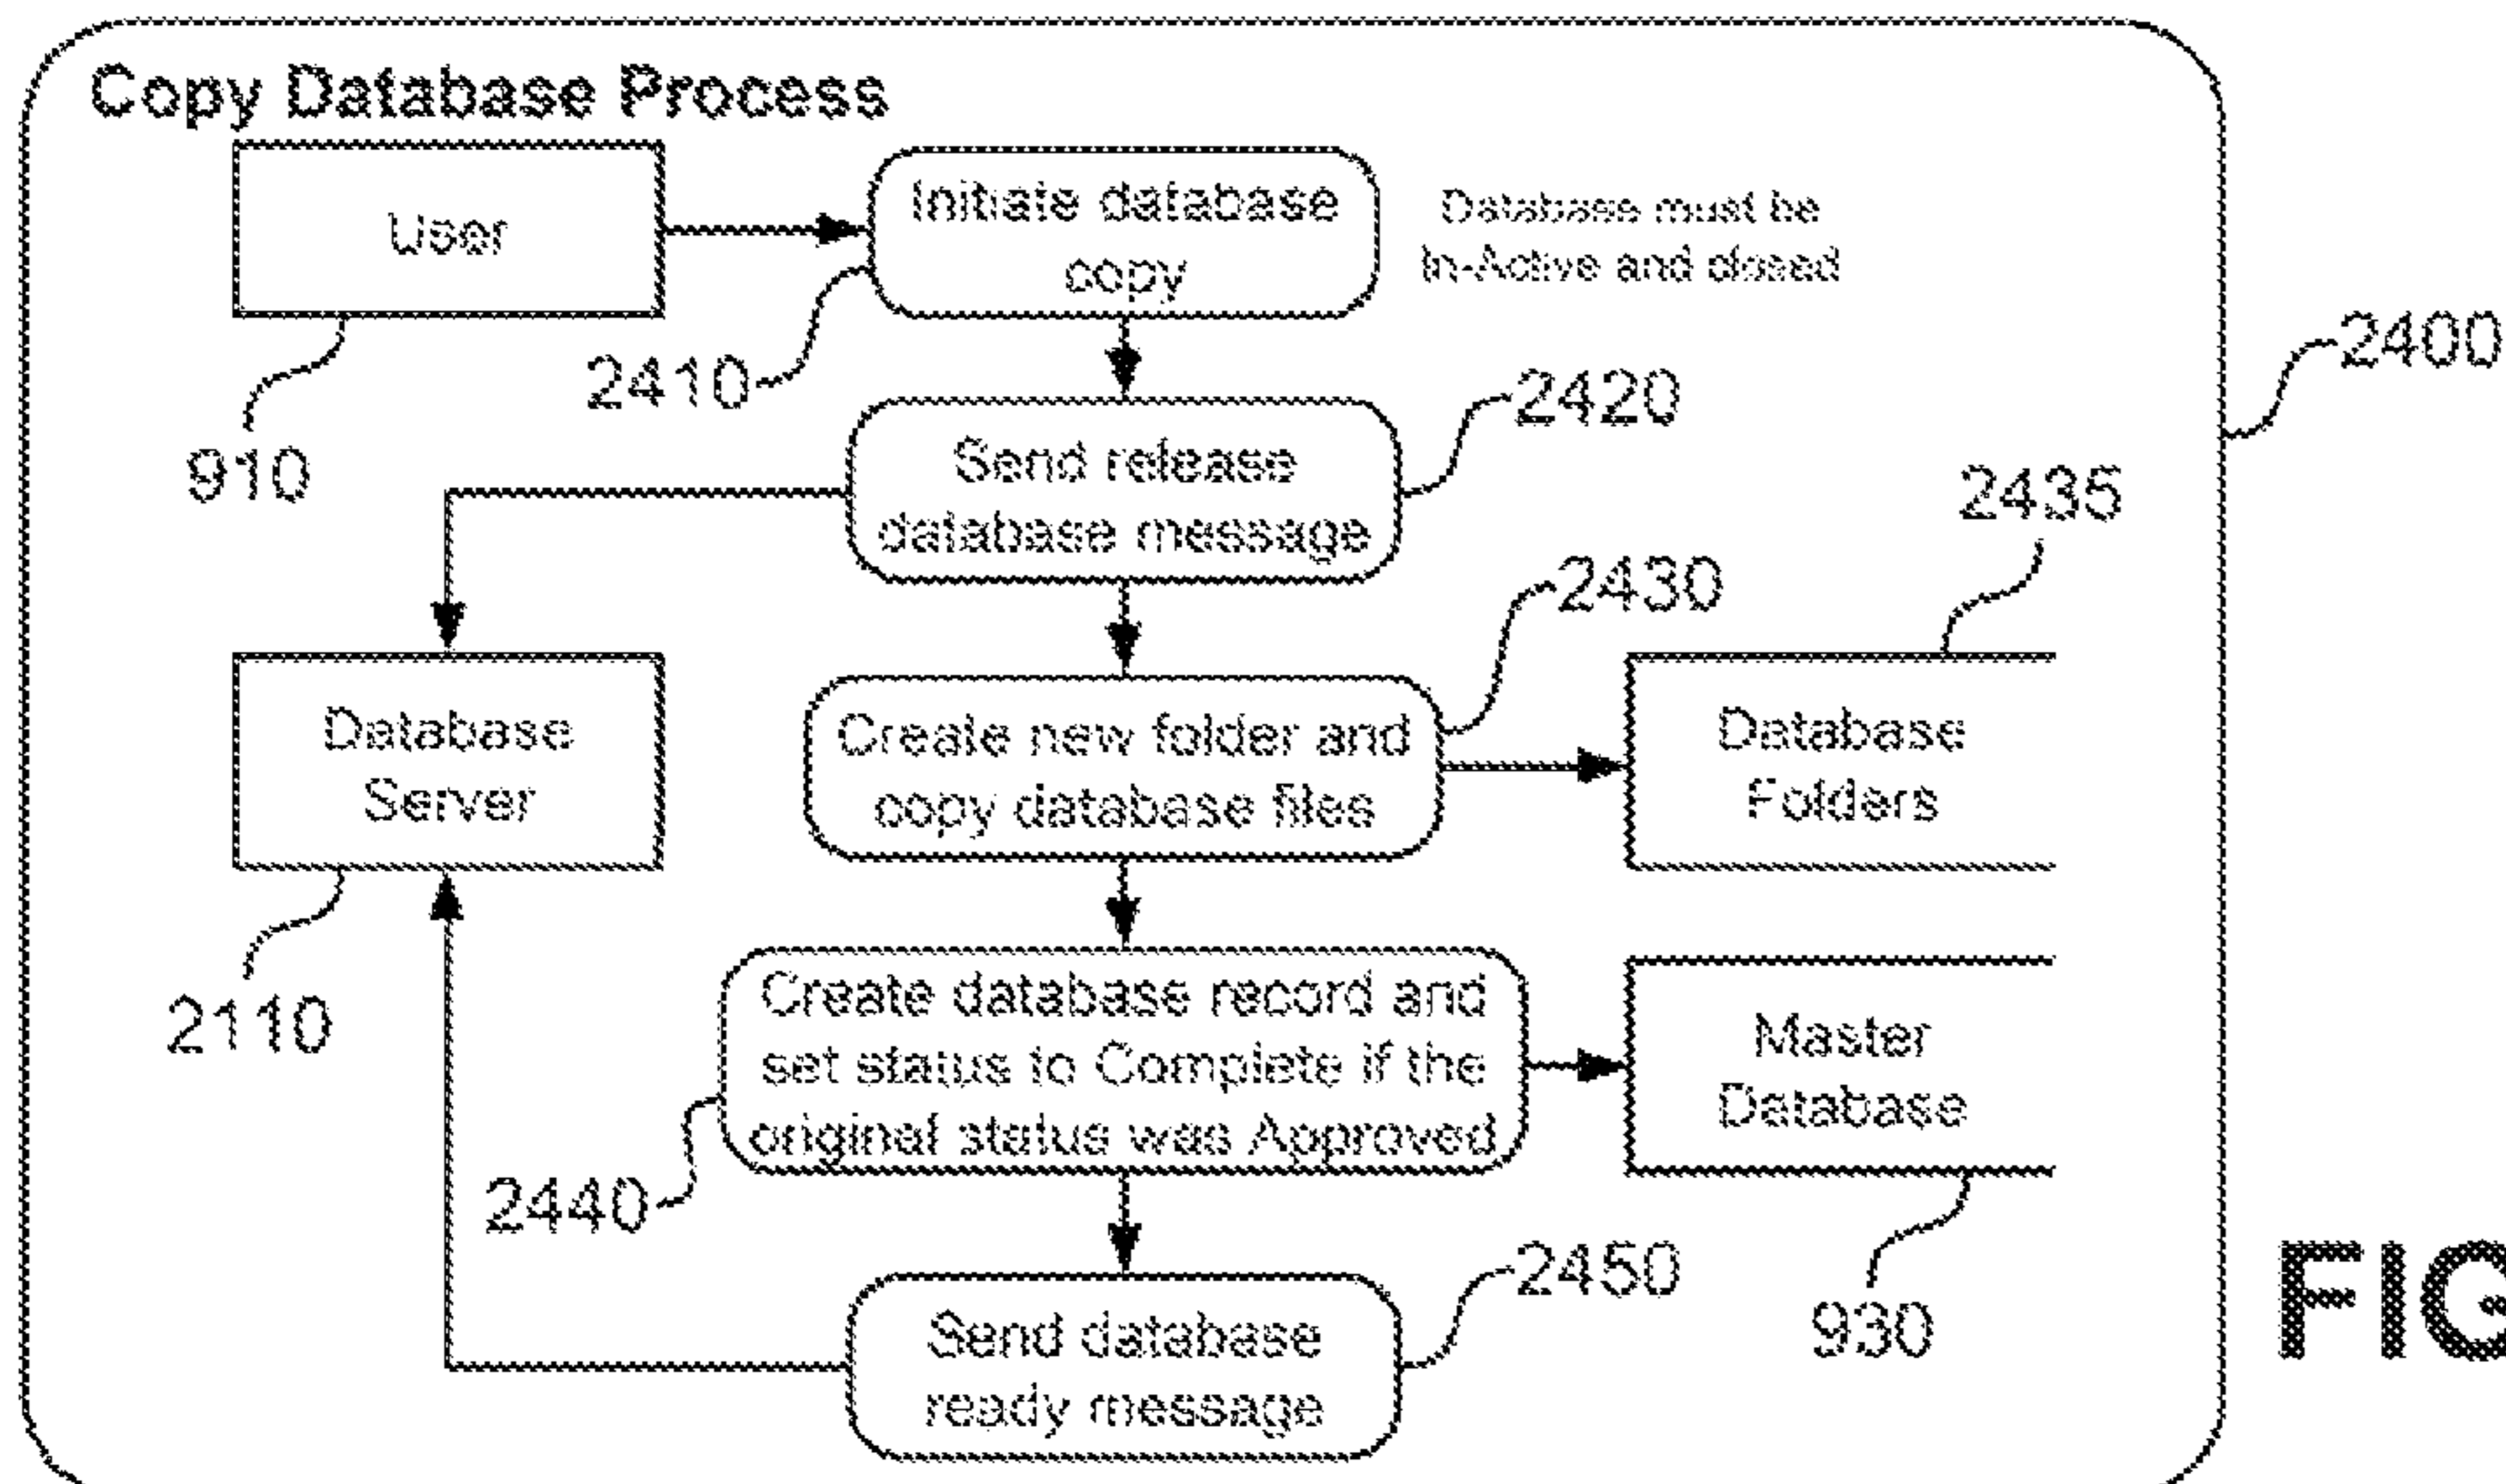 Copy Database Process
User
Initiate database
copy
Database must be
In-Active and closed
2400
2410
2420
910
Send release
database message
2435
2430
Database
Server
Create new folder and
copy database files
Database
Folders
2110
Create database record and
set status to Complete if the
original status was Approved
Master
Database
2440
2450
930
Send database
ready message
FIG